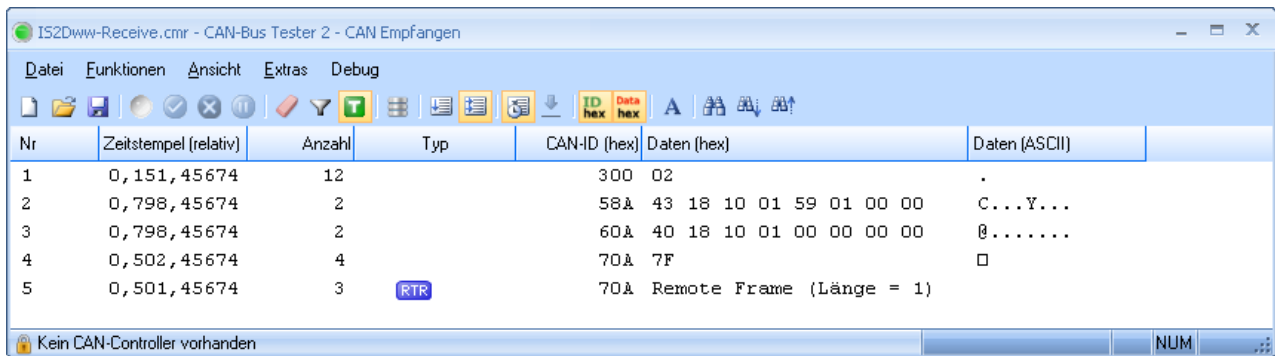 IS2Dww-Receive.cmr - CAN-Bus Tester 2 - CAN Empfangen
Datei Funktionen Ansicht Extras Debug
T ID hex Data hex A
Nr Zeitstempel (relativ) Anzahl Typ CAN-ID (hex) Daten (hex) Daten (ASCII)
1 0,151,45674 12 300 02 .
2 0,798,45674 2 58A 43 18 10 01 59 01 00 00 C...Y...
3 0,798,45674 2 60A 40 18 10 01 00 00 00 00 @.......
4 0,502,45674 4 70A 7F □
5 0,501,45674 3 RTR 70A Remote Frame (Länge = 1)
Kein CAN-Controller vorhanden NUM